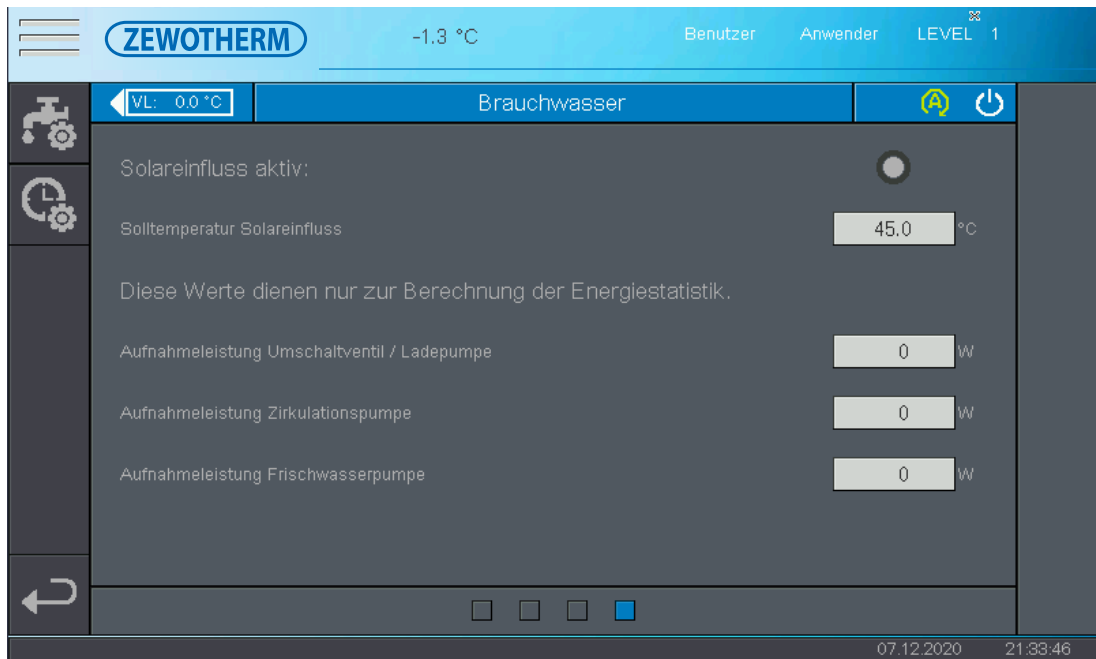 ZEWOTHERM
-1.3 °C
Benutzer Anwender LEVEL 1
VL: 0.0 °C
Brauchwasser
A
Solareinfluss aktiv:
Solltemperatur Solareinfluss 45.0 °C
Diese Werte dienen nur zur Berechnung der Energiestatistik.
Aufnahmeleistung Umschaltventil / Ladepumpe 0 W
Aufnahmeleistung Zirkulationspumpe 0 W
Aufnahmeleistung Frischwasserpumpe 0 W
07.12.2020 21:33:46